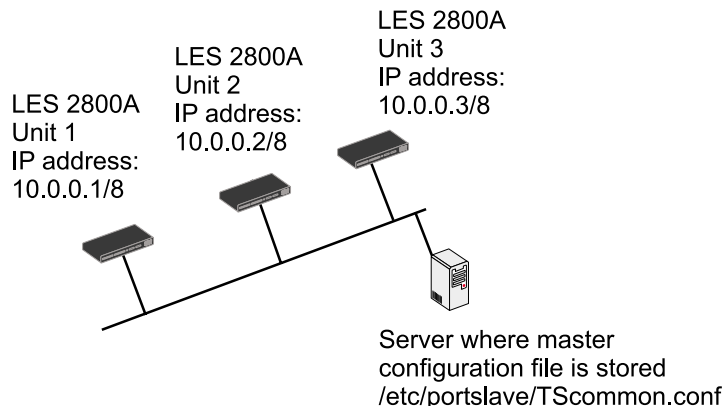 LES 2800A
Unit 1
IP address:
10.0.0.1/8
LES 2800A
Unit 2
IP address:
10.0.0.2/8
LES 2800A
Unit 3
IP address:
10.0.0.3/8
Server where master
configuration file is stored
/etc/portslave/TScommon.conf